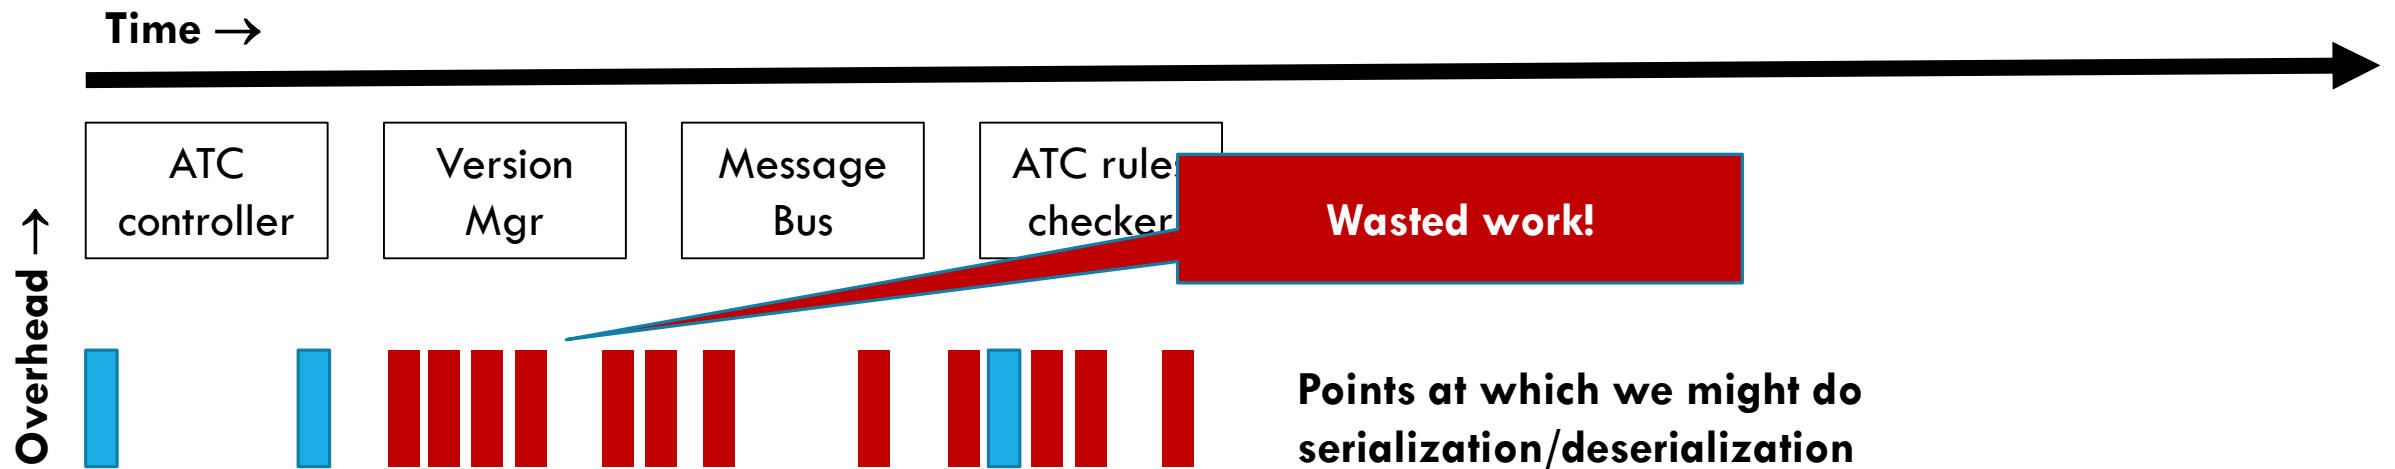 Time →
ATC
controller
Version
Mgr
Message
Bus
ATC rules
checker
Wasted work!
Overhead →
Points at which we might do
serialization/deserialization